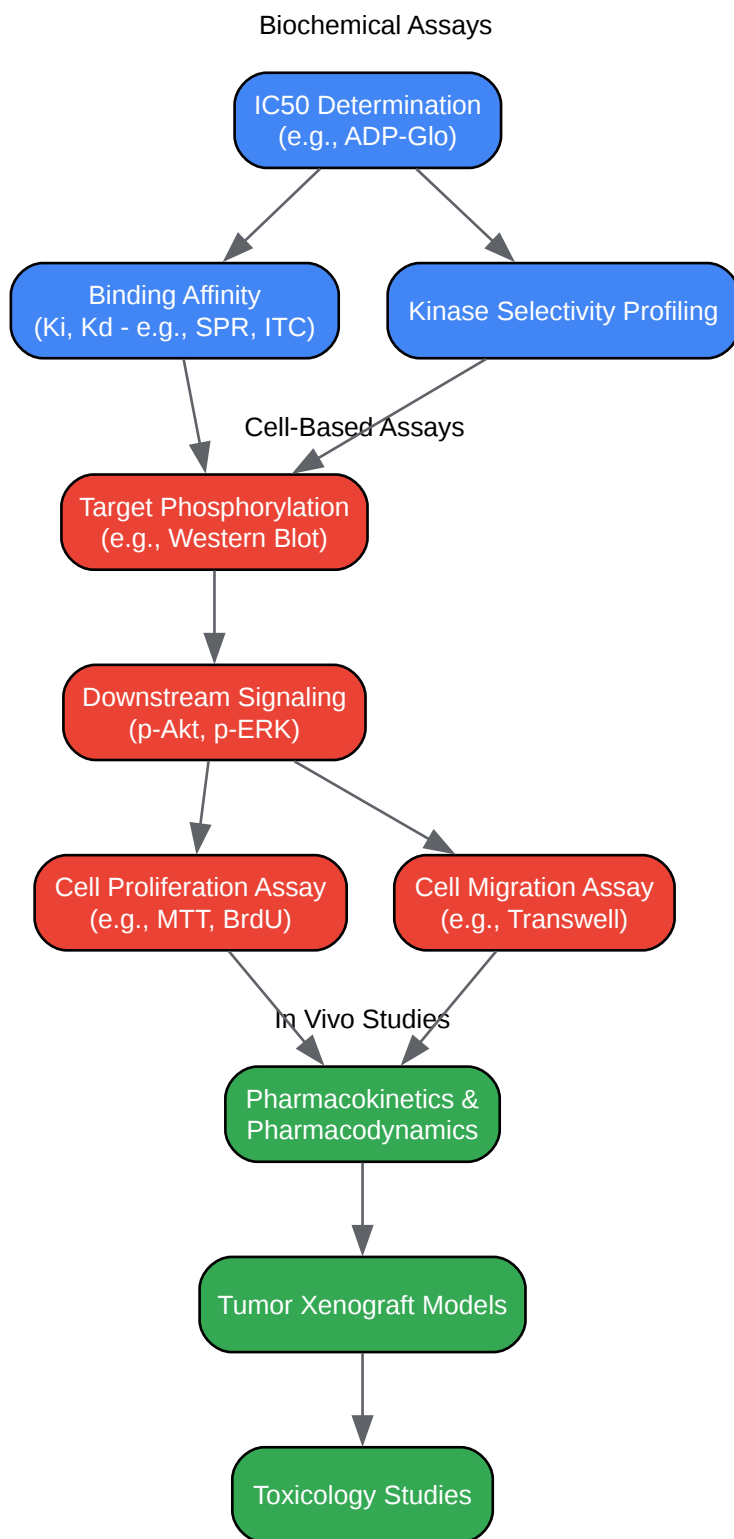 Biochemical Assays
IC50 Determination
(e.g., ADP-Glo)
Binding Affinity
(Ki, Kd - e.g., SPR, ITC)
Kinase Selectivity Profiling
Cell-Based Assays
Target Phosphorylation
(e.g., Western Blot)
Downstream Signaling
(p-Akt, p-ERK)
Cell Proliferation Assay
(e.g., MTT, BrdU)
Cell Migration Assay
(e.g., Transwell)
In Vivo Studies
Pharmacokinetics &
Pharmacodynamics
Tumor Xenograft Models
Toxicology Studies